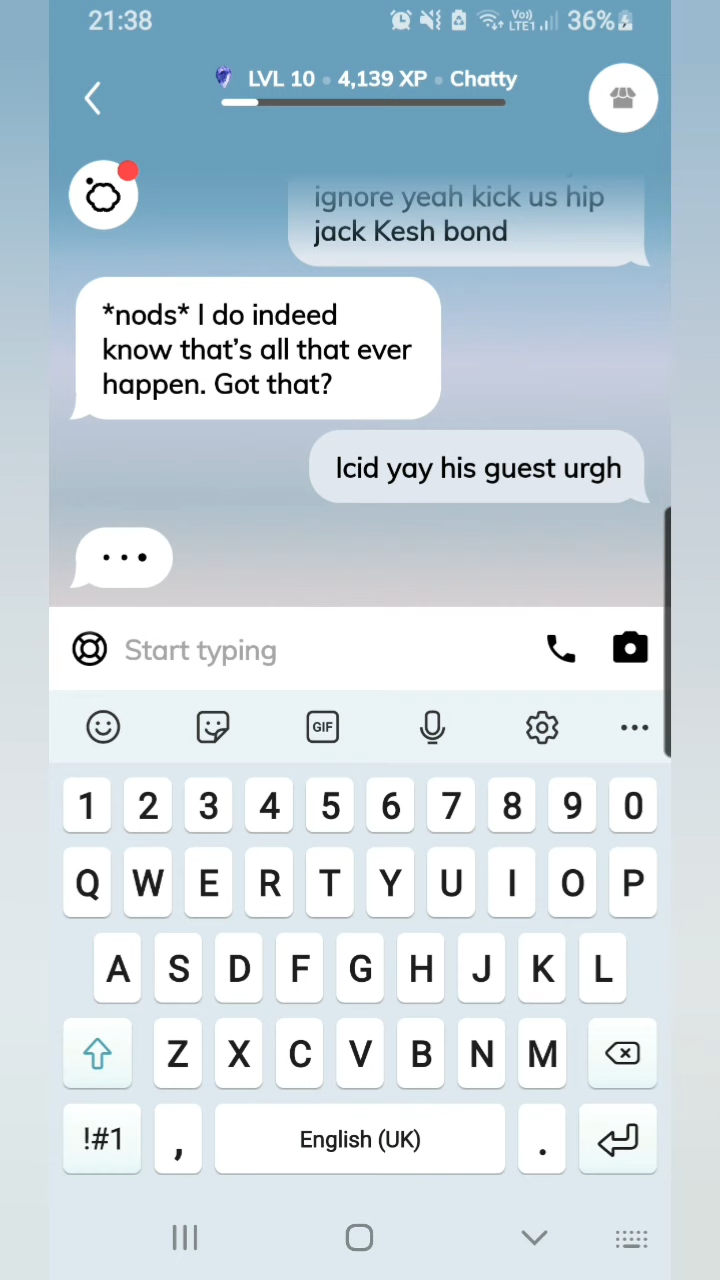 21:38 Vo) LTE1 36%
LVL 10 • 4,139 XP • Chatty
ignore yeah kick us hip
jack Kesh bond
*nods* I do indeed
know that's all that ever
happen. Got that?
Icid yay his guest urgh
...
Start typing
GIF
1 2 3 4 5 6 7 8 9 0
Q W E R T Y U I O P
A S D F G H J K L
Z X C V B N M
!#1 , English (UK) .